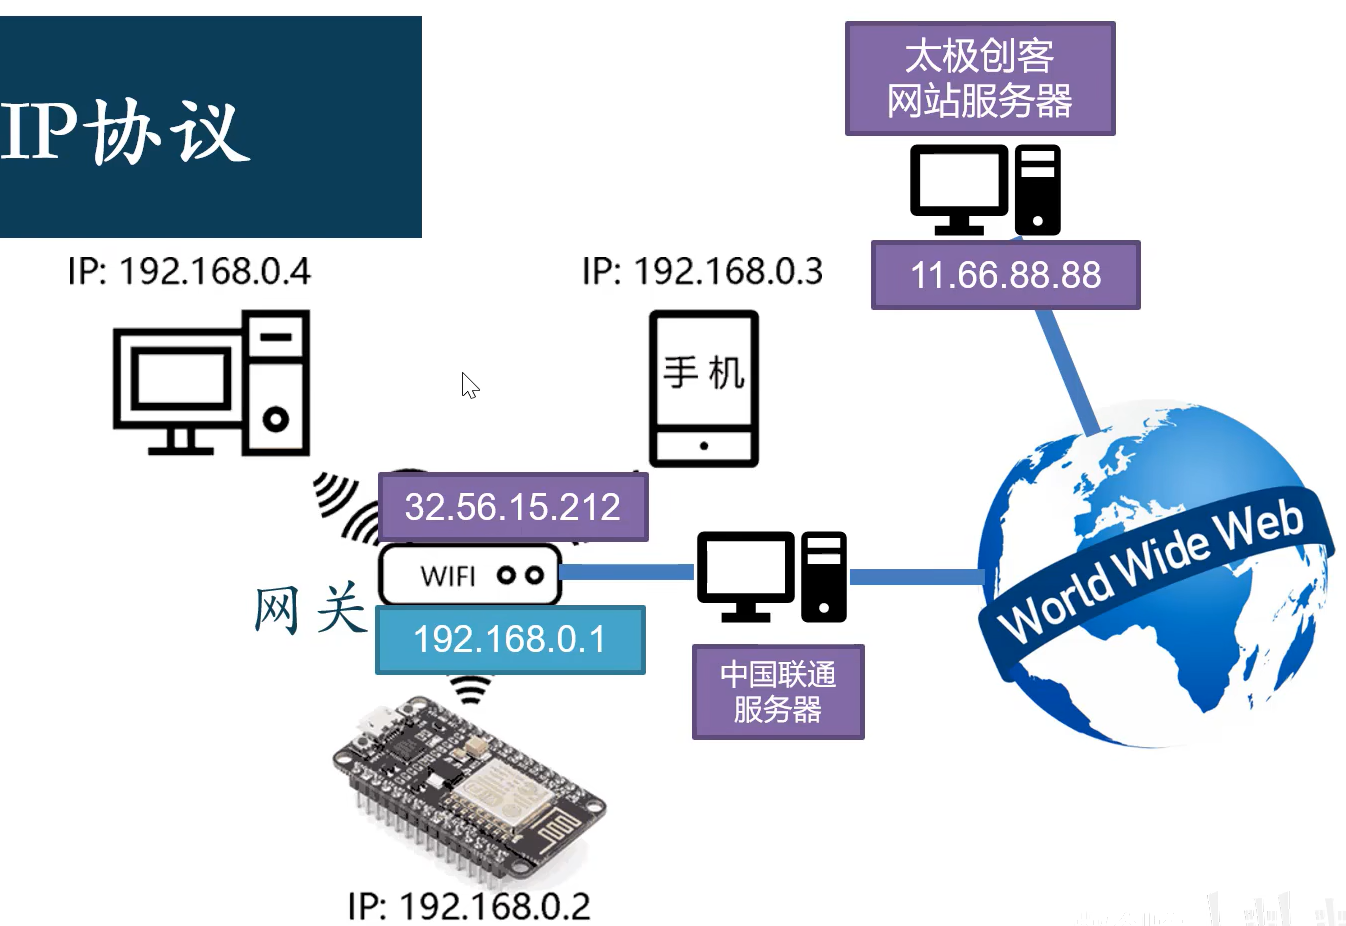 IP协议
太极创客
网站服务器
11.66.88.88
IP: 192.168.0.4
IP: 192.168.0.3
手机
32.56.15.212
WIFI
网关
192.168.0.1
中国联通
服务器
World Wide Web
IP: 192.168.0.2